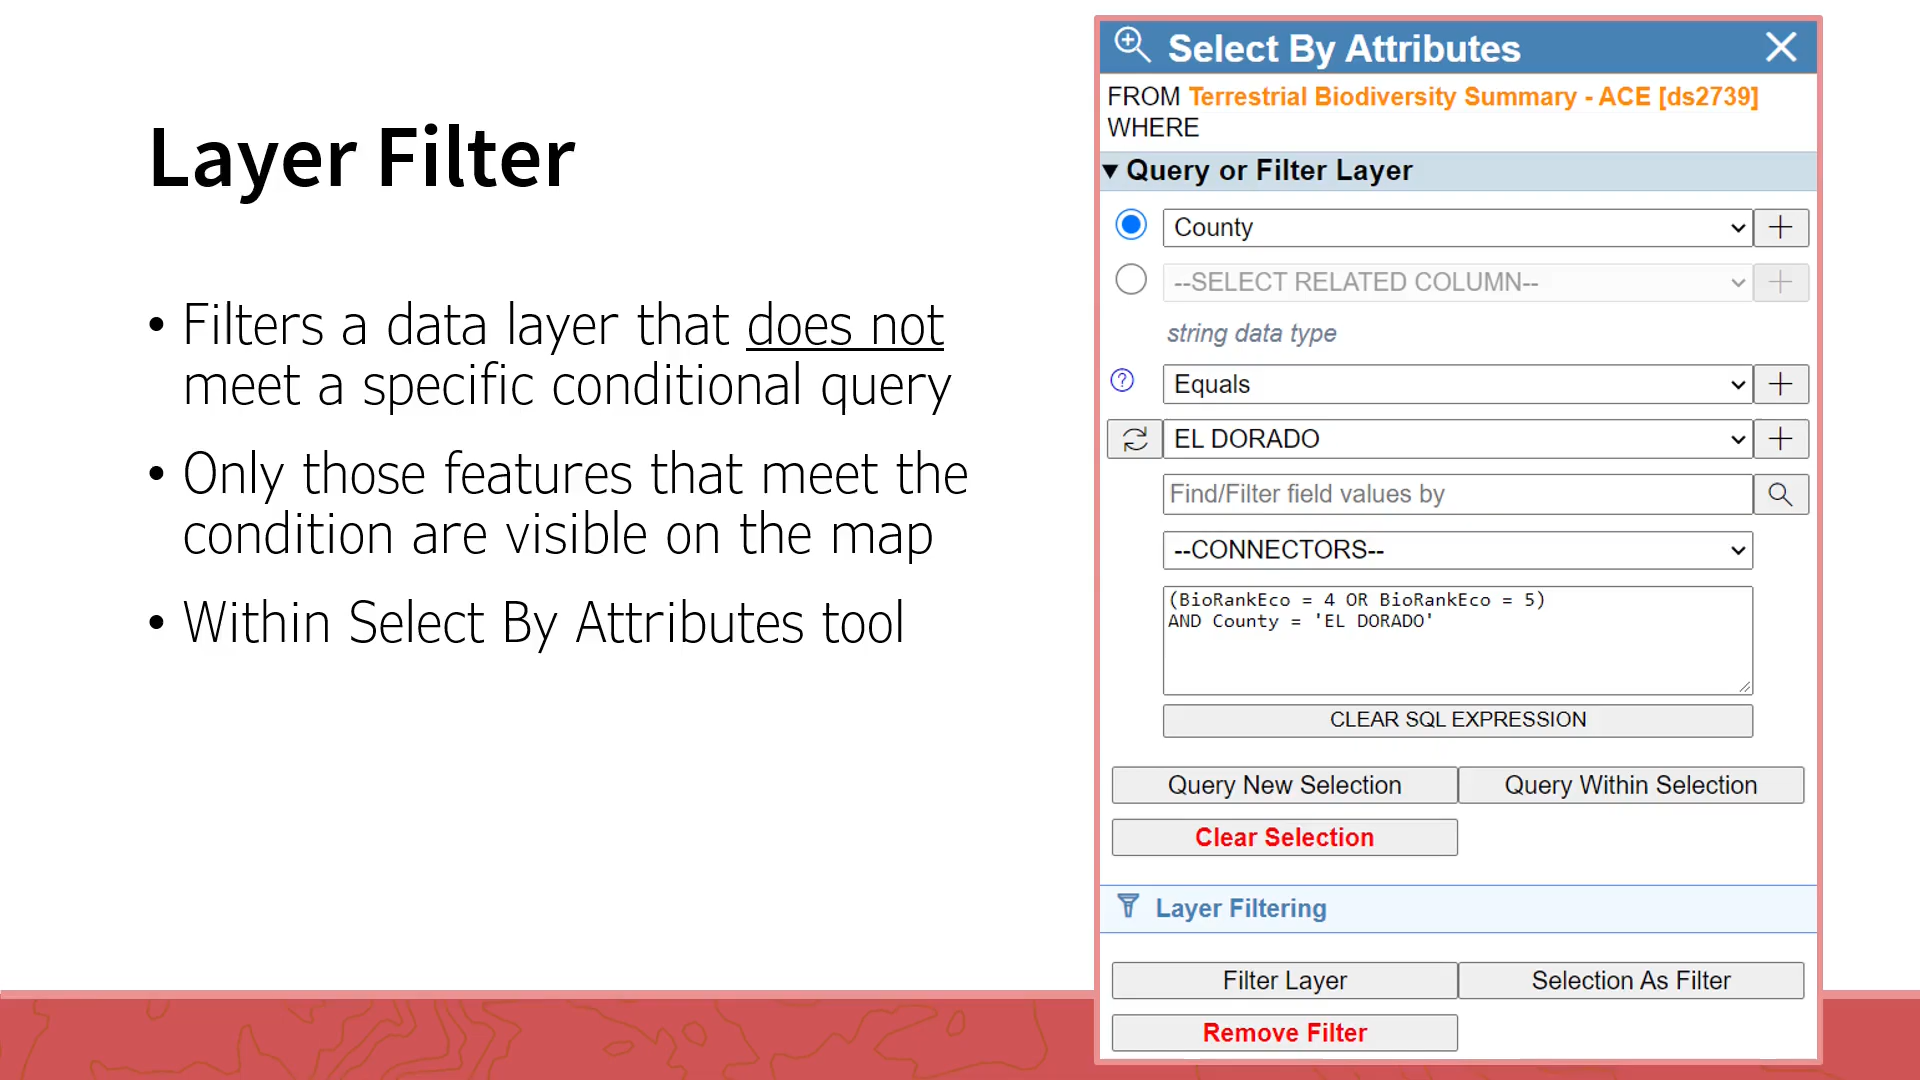 Layer Filter
• Filters a data layer that does not
meet a specific conditional query
• Only those features that meet the
condition are visible on the map
• Within Select By Attributes tool
Select By Attributes
FROM Terrestrial Biodiversity Summary - ACE [ds2739]
WHERE
Query or Filter Layer
County
--SELECT RELATED COLUMN--
string data type
Equals
EL DORADO
Find/Filter field values by
--CONNECTORS--
(BioRankEco = 4 OR BioRankEco = 5)
AND County = 'EL DORADO'
CLEAR SQL EXPRESSION
Query New Selection
Query Within Selection
Clear Selection
Layer Filtering
Filter Layer
Selection As Filter
Remove Filter